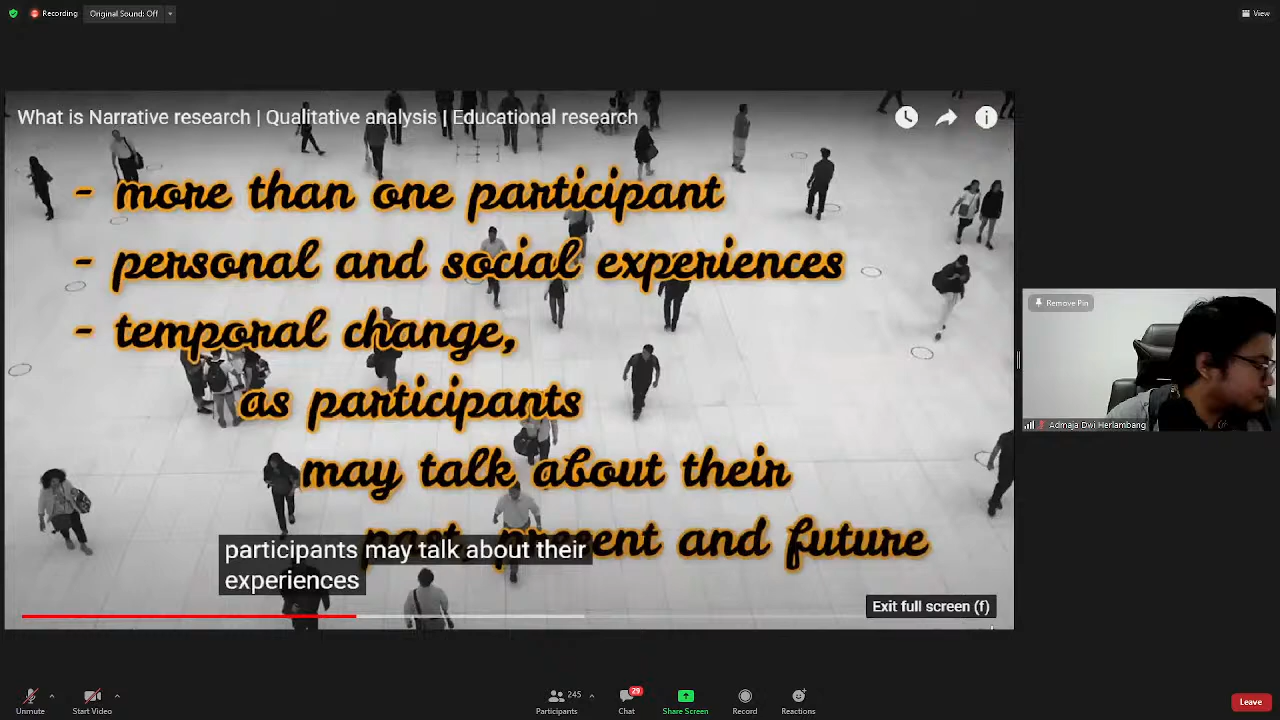 Recording
Original Sound: Off
View
What is Narrative research | Qualitative analysis | Educational research
- more than one participant
- personal and social experiences
- temporal change,
as participants
may talk about their
past, present and future
participants may talk about their
experiences
Exit full screen (f)
Remove Pin
Admaja Dwi Herlambang
Unmute
Start Video
245
Participants
29
Chat
Share Screen
Record
Reactions
Leave